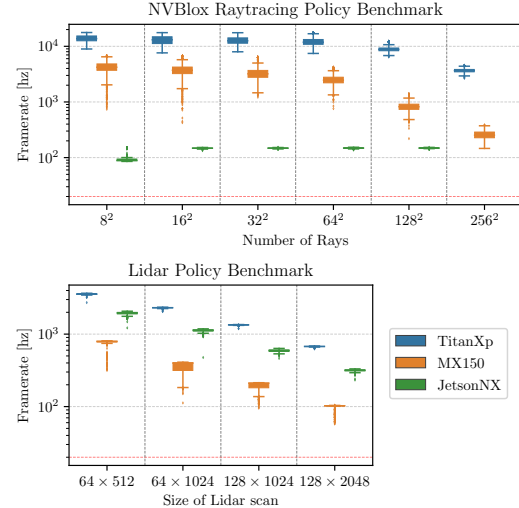 NVBlox Raytracing Policy Benchmark
Framerate [hz]
10⁴
10³
10²
8² 16² 32² 64² 128² 256²
Number of Rays
Lidar Policy Benchmark
Framerate [hz]
10³
10²
64 × 512 64 × 1024 128 × 1024 128 × 2048
Size of Lidar scan
TitanXp
MX150
JetsonNX